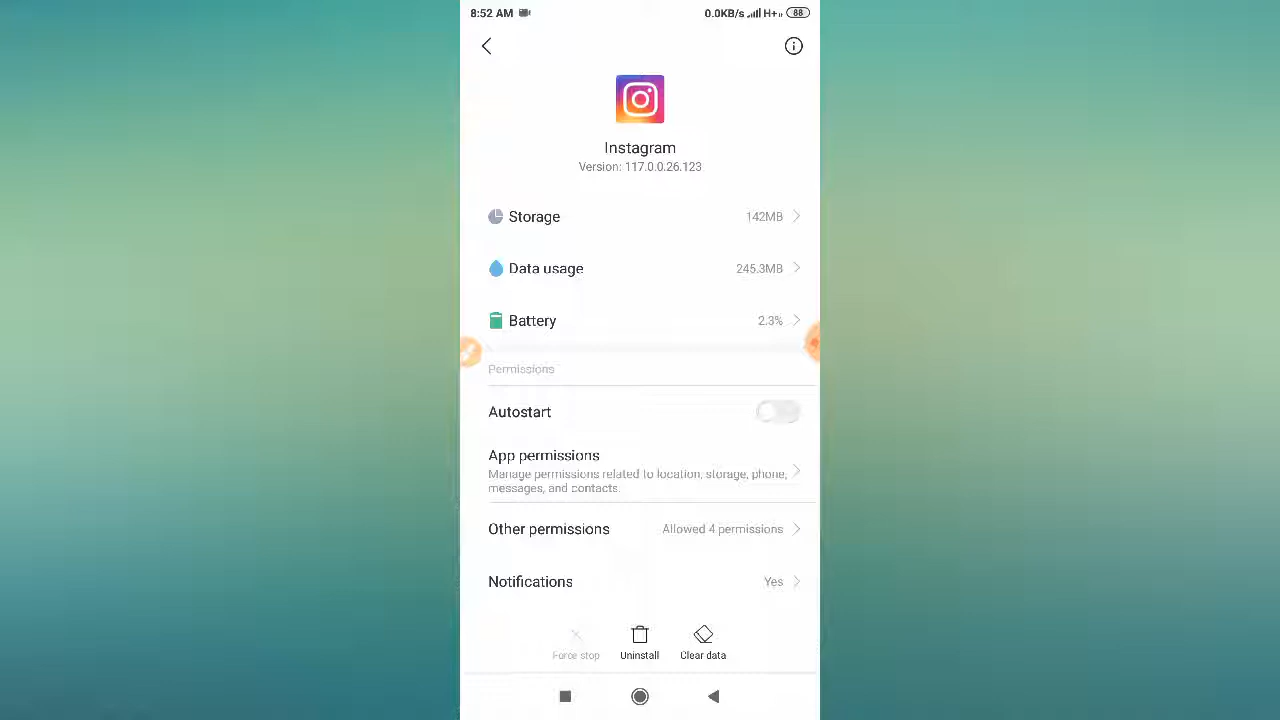 8:52 AM 0.0KB/s H+ 88
Instagram
Version: 117.0.0.26.123
Storage 142MB
Data usage 245.3MB
Battery 2.3%
Permissions
Autostart
App permissions
Manage permissions related to location, storage, phone,
messages, and contacts.
Other permissions Allowed 4 permissions
Notifications Yes
Force stop Uninstall Clear data